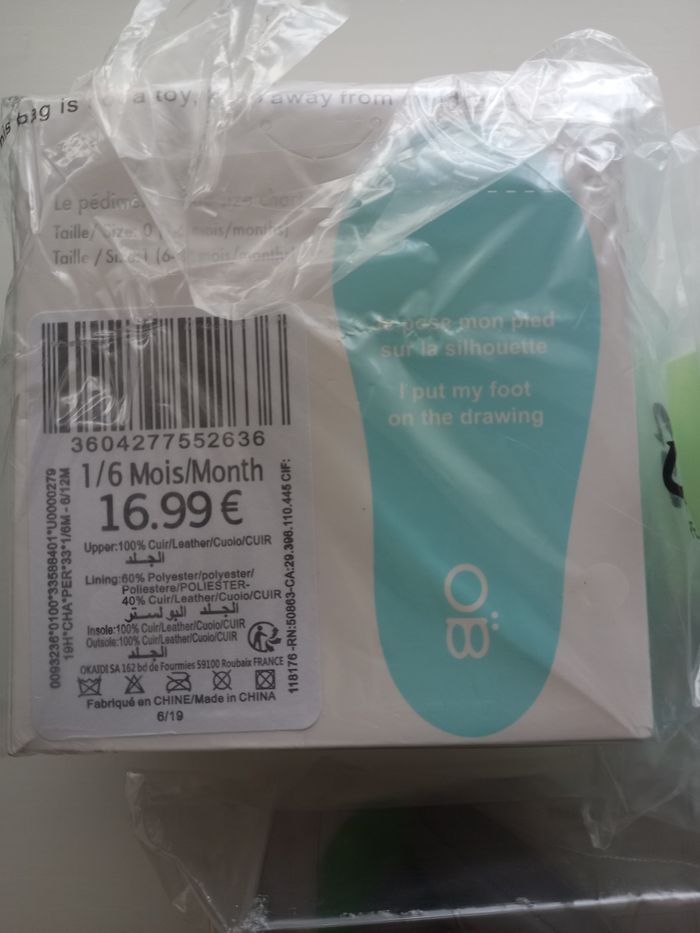 bag is a toy, away from
Le
Taille/ Size: 0 mois/months)
Taille / Size: 1 (6- mois/months)
pose mon pied
sur la silhouette
I put my foot
on the drawing
ÖB
3604277552636
1/6 Mois/Month
16.99 €
Upper:100% Cuir/Leather/Cuoio/CUIR
الجلد
Lining:60% Polyester/polyester/
Poliestere/POLIESTER-
40% Cuir/Leather/Cuoio/CUIR
الجلد البوليستر
Insole:100% Cuir/Leather/Cuoio/CUIR
Outsole:100% Cuir/Leather/Cuoio/CUIR
الجلد
OKAIDI SA 162 bd de Fourmies 59100 Roubaix FRANCE
Fabriqué en CHINE/Made in CHINA
6/19
0093236*0100*33588401*U0000279
19H*CHA*PER*33*1/6M - 6/12M
118176 -RN:50863-CA:29.398.110.445 CIF: